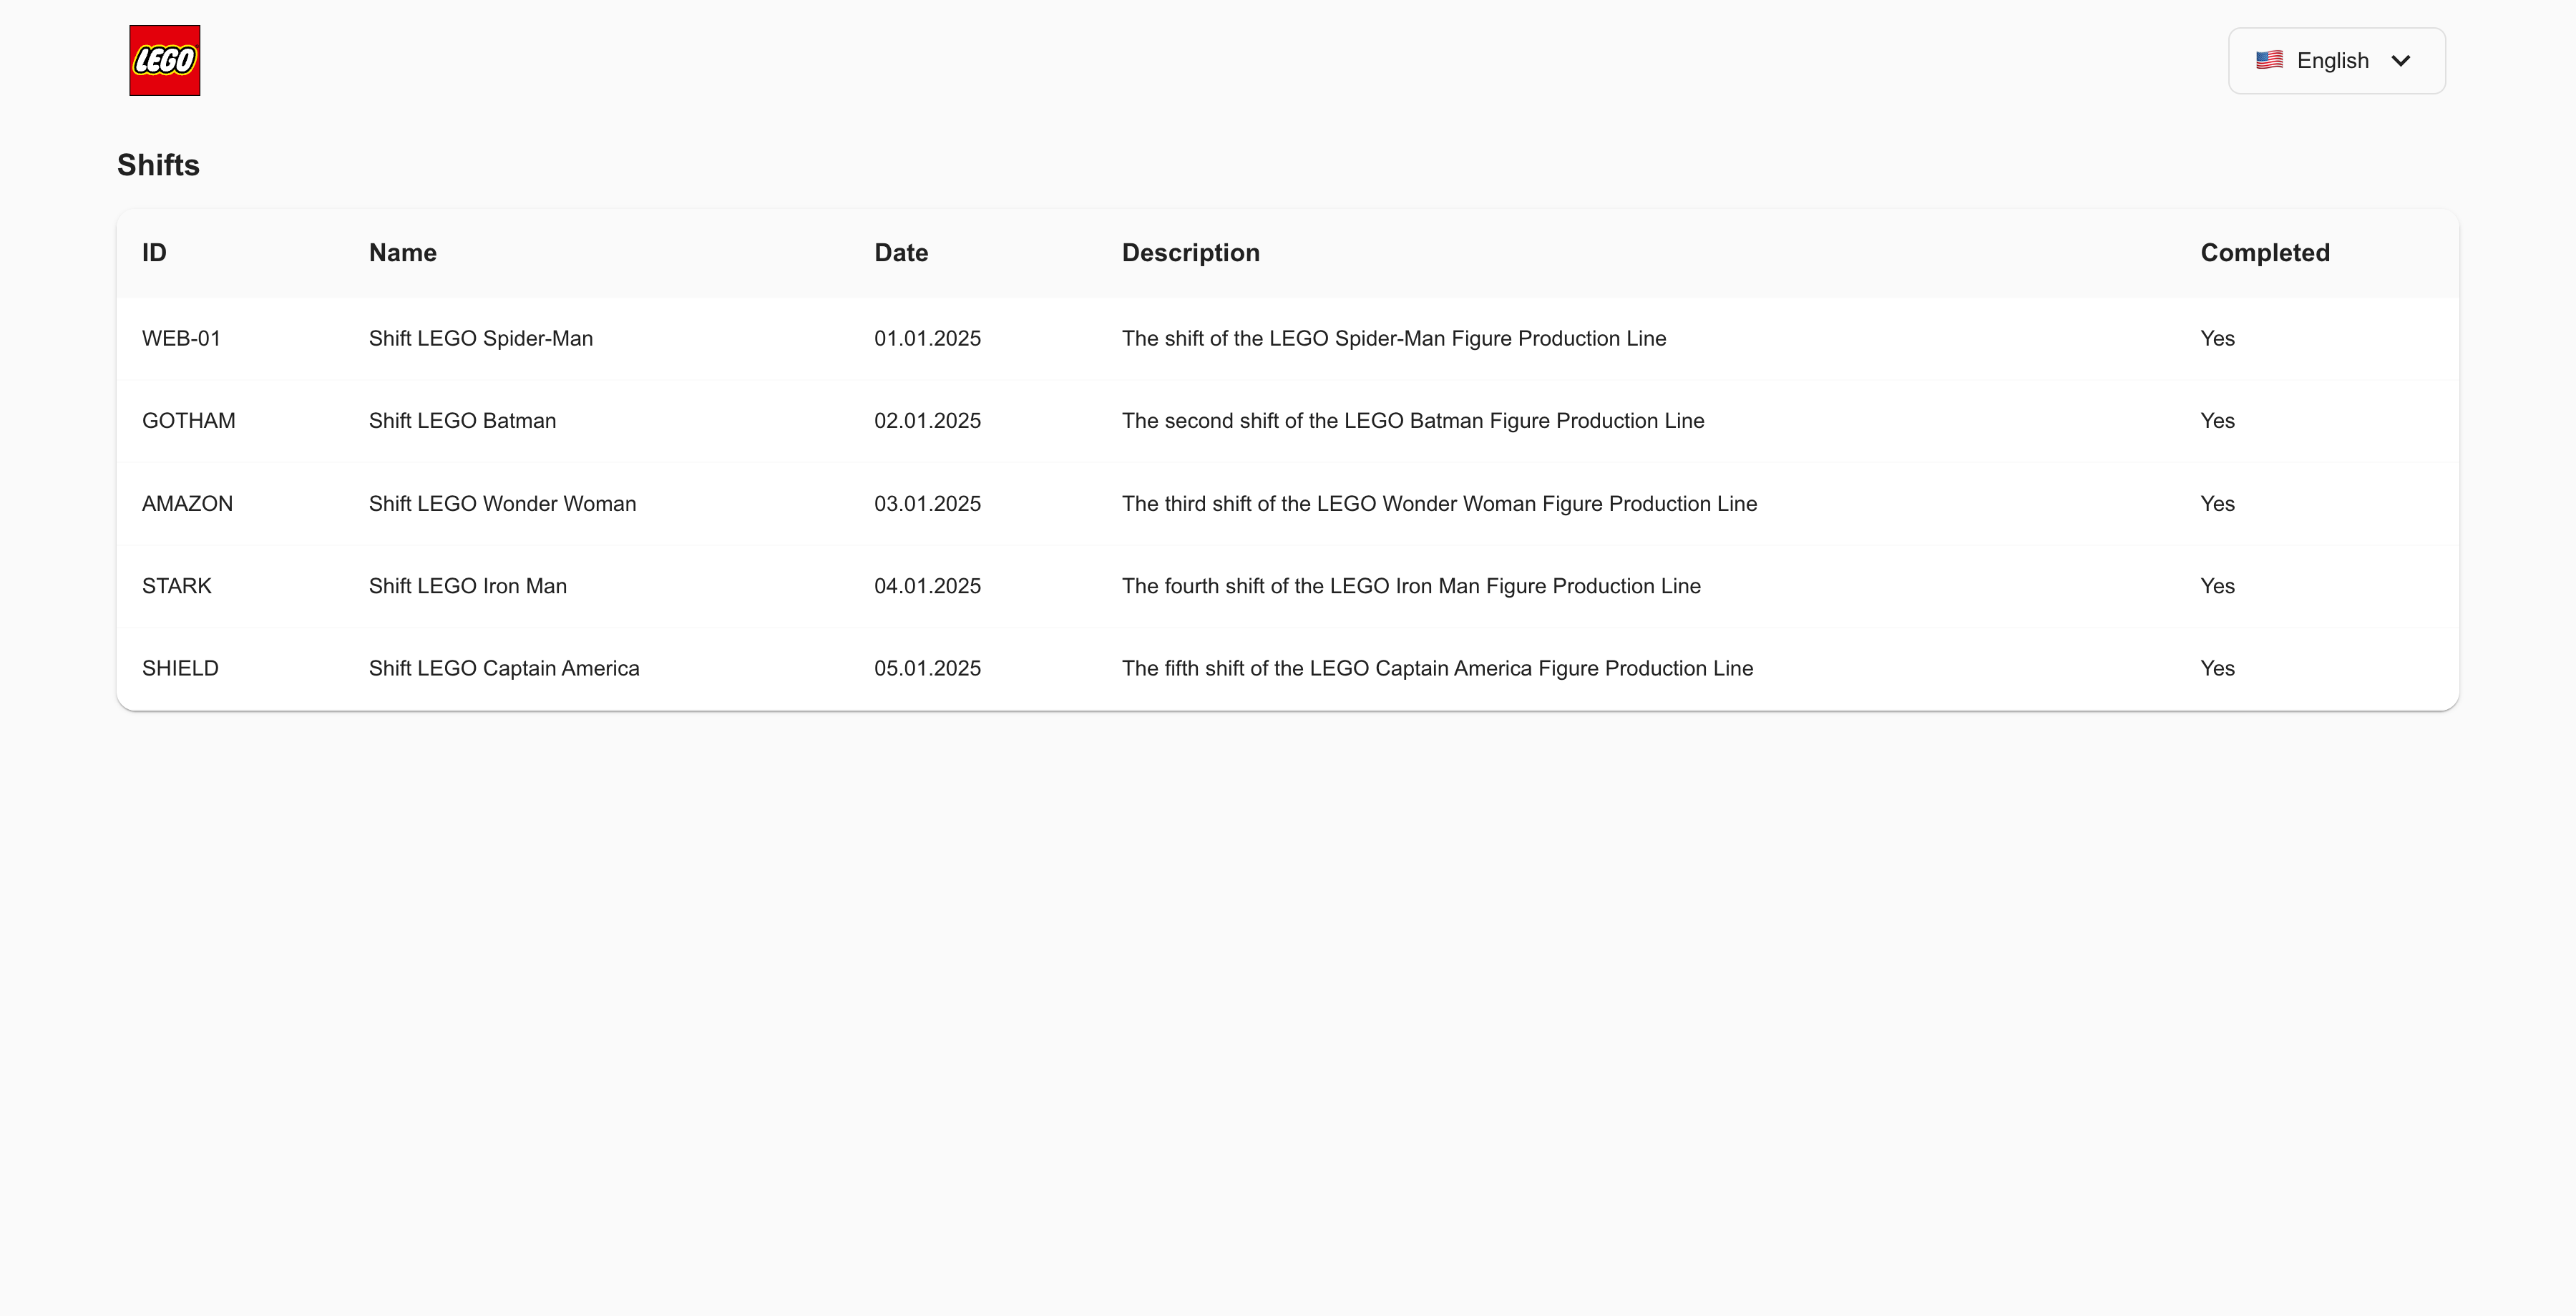 LEGO
English
Shifts
ID Name Date Description Completed
WEB-01 Shift LEGO Spider-Man 01.01.2025 The shift of the LEGO Spider-Man Figure Production Line Yes
GOTHAM Shift LEGO Batman 02.01.2025 The second shift of the LEGO Batman Figure Production Line Yes
AMAZON Shift LEGO Wonder Woman 03.01.2025 The third shift of the LEGO Wonder Woman Figure Production Line Yes
STARK Shift LEGO Iron Man 04.01.2025 The fourth shift of the LEGO Iron Man Figure Production Line Yes
SHIELD Shift LEGO Captain America 05.01.2025 The fifth shift of the LEGO Captain America Figure Production Line Yes